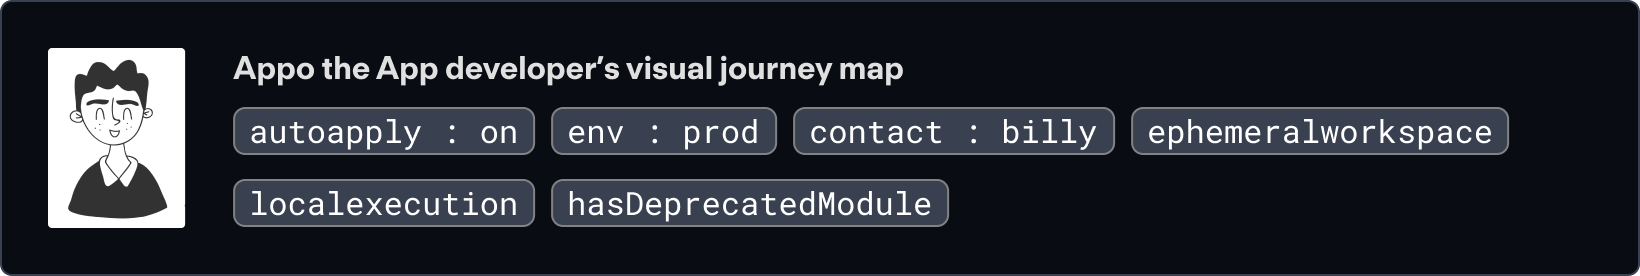 Appo the App developer’s visual journey map
autoapply : on env : prod contact : billy ephemeralworkspace
localexecution hasDeprecatedModule